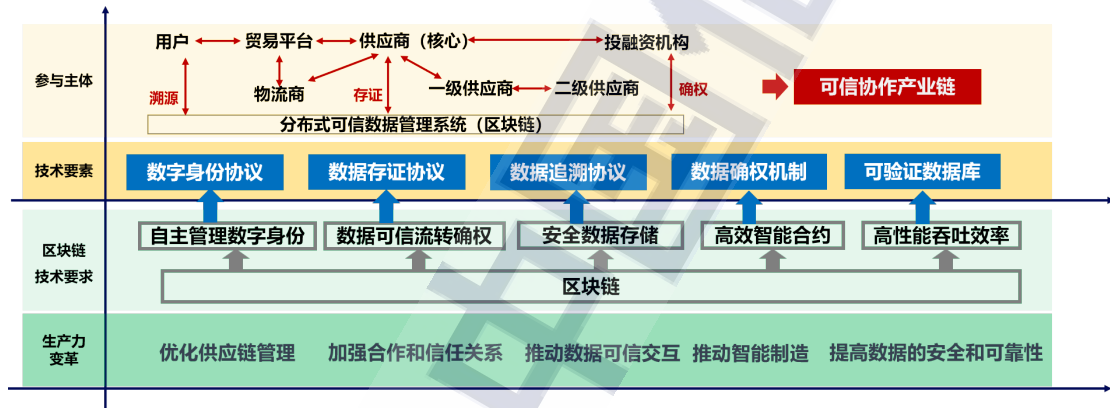 用户
贸易平台
供应商（核心）
投融资机构
参与主体
物流商
一级供应商
二级供应商
溯源
存证
确权
可信协作产业链
分布式可信数据管理系统（区块链）
技术要素
数字身份协议
数据存证协议
数据追溯协议
数据确权机制
可验证数据库
区块链
技术要求
自主管理数字身份
数据可信流转确权
安全数据存储
高效智能合约
高性能吞吐效率
区块链
生产力
变革
优化供应链管理
加强合作和信任关系
推动数据可信交互
推动智能制造
提高数据的安全和可靠性